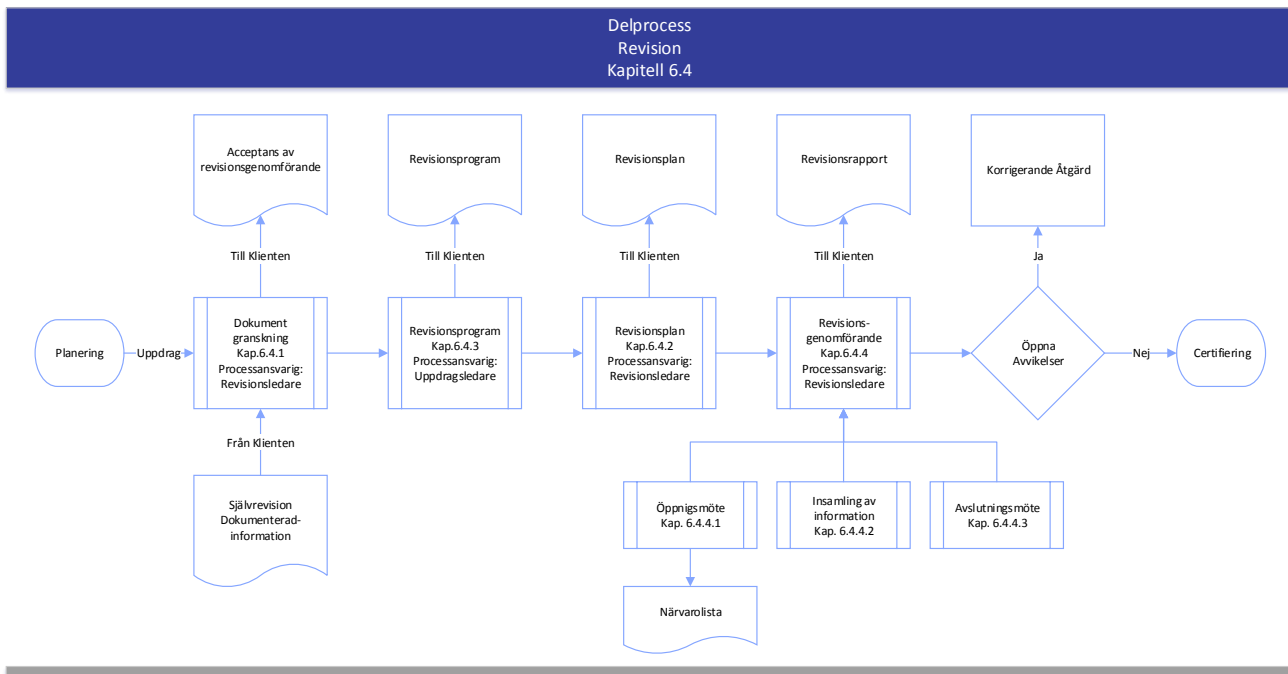 Delprocess
Revision
Kapitell 6.4
Acceptans av
revisionsgenomförande
Revisionsprogram
Revisionsplan
Revisionsrapport
Korrigerande Åtgärd
Till Klienten
Till Klienten
Till Klienten
Till Klienten
Ja
Planering
Uppdrag
Dokument
granskning
Kap.6.4.1
Processansvarig:
Revisionsledare
Revisionsprogram
Kap.6.4.3
Processansvarig:
Uppdragsledare
Revisionsplan
Kap.6.4.2
Processansvarig:
Revisionsledare
Revisions-
genomförande
Kap.6.4.4
Processansvarig:
Revisionsledare
Öppna
Avvikelser
Nej
Certifiering
Från Klienten
Självrevision
Dokumenterad-
information
Öppnigsmöte
Kap. 6.4.4.1
Insamling av
information
Kap. 6.4.4.2
Avslutningsmöte
Kap. 6.4.4.3
Närvarolista